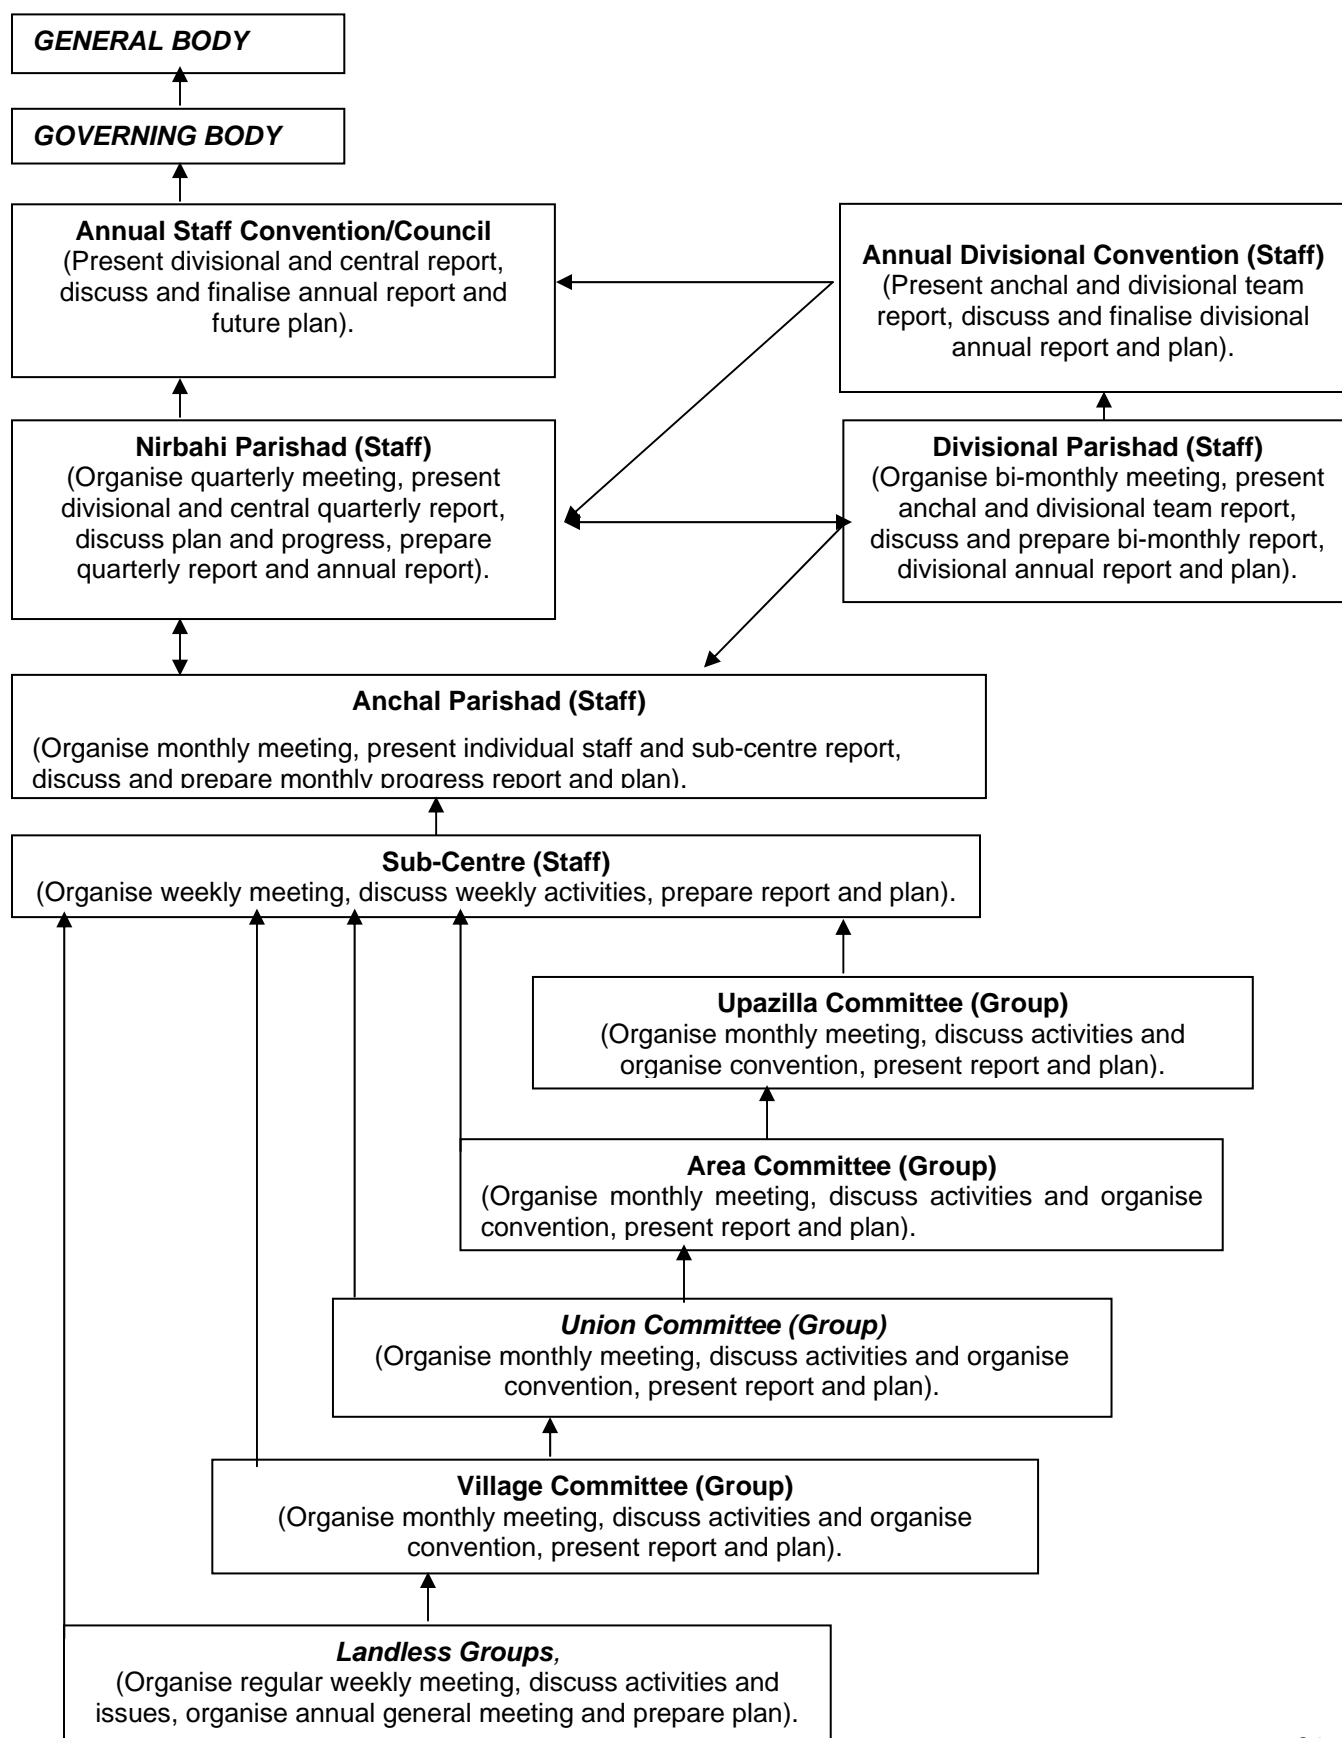 GENERAL BODY
GOVERNING BODY
Annual Staff Convention/Council
(Present divisional and central report,
discuss and finalise annual report and
future plan).
Annual Divisional Convention (Staff)
(Present anchal and divisional team
report, discuss and finalise divisional
annual report and plan).
Nirbahi Parishad (Staff)
(Organise quarterly meeting, present
divisional and central quarterly report,
discuss plan and progress, prepare
quarterly report and annual report).
Divisional Parishad (Staff)
(Organise bi-monthly meeting, present
anchal and divisional team report,
discuss and prepare bi-monthly report,
divisional annual report and plan).
Anchal Parishad (Staff)
(Organise monthly meeting, present individual staff and sub-centre report,
discuss and prepare monthly progress report and plan).
Sub-Centre (Staff)
(Organise weekly meeting, discuss weekly activities, prepare report and plan).
Upazilla Committee (Group)
(Organise monthly meeting, discuss activities and
organise convention, present report and plan).
Area Committee (Group)
(Organise monthly meeting, discuss activities and organise
convention, present report and plan).
Union Committee (Group)
(Organise monthly meeting, discuss activities and organise
convention, present report and plan).
Village Committee (Group)
(Organise monthly meeting, discuss activities and organise
convention, present report and plan).
Landless Groups,
(Organise regular weekly meeting, discuss activities and
issues, organise annual general meeting and prepare plan).